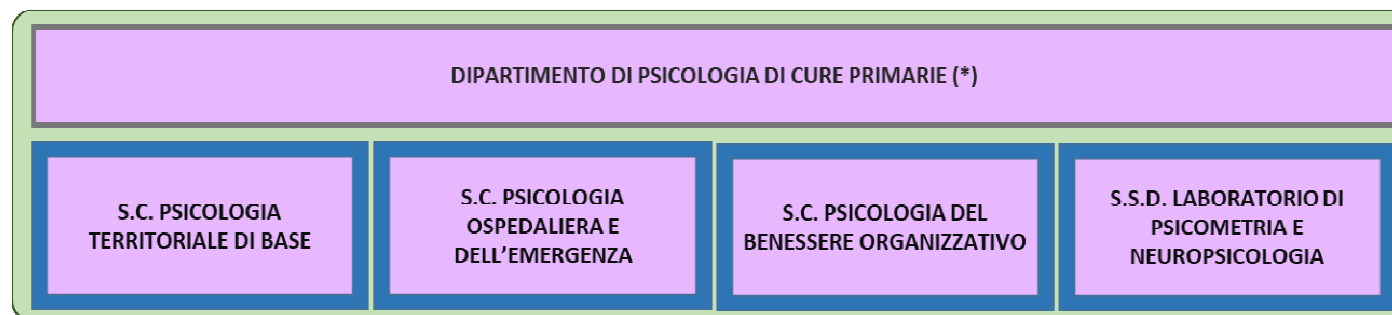 DIPARTIMENTO DI PSICOLOGIA DI CURE PRIMARIE (*)
S.C. PSICOLOGIA
TERRITORIALE DI BASE
S.C. PSICOLOGIA
OSPEDALIERA E
DELL’EMERGENZA
S.C. PSICOLOGIA DEL
BENESSERE ORGANIZZATIVO
S.S.D. LABORATORIO DI
PSICOMETRIA E
NEUROPSICOLOGIA